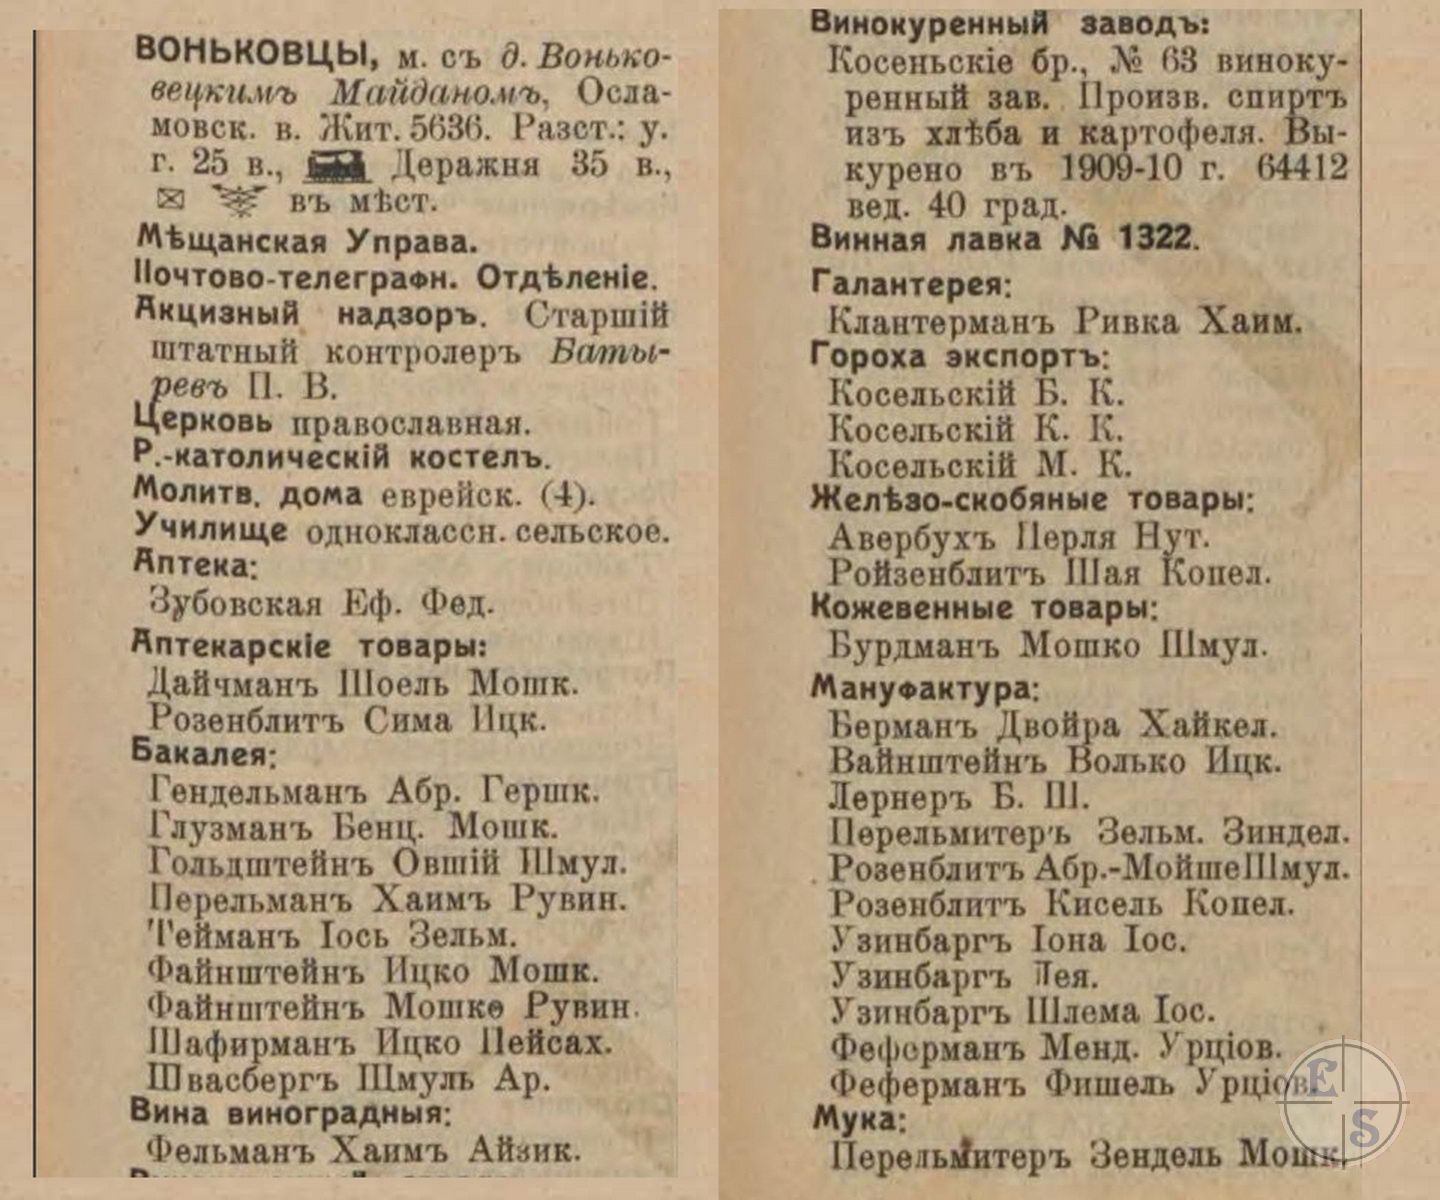 ВОНЬКОВЦЫ, м. съ д. Вонько-
вецкимъ Майданомъ, Осла-
мовск. в. Жит. 5636. Разст.: у.
г. 25 в., Деражня 35 в.,
въ мѣст.
Мѣщанская Управа.
Почтово-телеграфн. Отдѣленіе.
Акцизный надзоръ. Старшій
штатный контролеръ Баты-
ревъ П. В.
Церковь православная.
Р.-католическій костелъ.
Молитв. дома еврейск. (4).
Училище одноклассн. сельское.
Аптека:
Зубовская Еф. Фед.
Аптекарскіе товары:
Дайчманъ Шоель Мошк.
Розенблитъ Сима Ицк.
Бакалея:
Гендельманъ Абр. Гершк.
Глузманъ Бенц. Мошк.
Гольдштейнъ Овшій Шмул.
Перельманъ Хаимъ Рувин.
Тейманъ Іось Зельм.
Файнштейнъ Ицко Мошк.
Файнштейнъ Мошке Рувин.
Шафирманъ Ицко Пейсах.
Швасбергъ Шмуль Ар.
Вина виноградныя:
Фельманъ Хаимъ Айзик.
Винокуренный заводъ:
Косеньскіе бр., № 63 виноку-
ренный зав. Произв. спиртъ
изъ хлѣба и картофеля. Вы-
курено въ 1909-10 г. 64412
вед. 40 град.
Винная лавка № 1322.
Галантерея:
Клантерманъ Ривка Хаим.
Гороха экспортъ:
Косельскій Б. К.
Косельскій К. К.
Косельскій М. К.
Желѣзо-скобяные товары:
Авербухъ Перля Нут.
Ройзенблитъ Шая Копел.
Кожевенные товары:
Бурдманъ Мошко Шмул.
Мануфактура:
Берманъ Двойра Хайкел.
Вайнштейнъ Волько Ицк.
Лернеръ Б. Ш.
Перельмитеръ Зельм. Зиндел.
Розенблитъ Абр.-Мойше Шмул.
Розенблитъ Кисель Копел.
Узинбаргъ Іона Іос.
Узинбаргъ Лея.
Узинбаргъ Шлема Іос.
Феферманъ Менд. Урціов.
Феферманъ Фишель Урціов.
Мука:
Перельмитеръ Зендель Мошк.
E
S